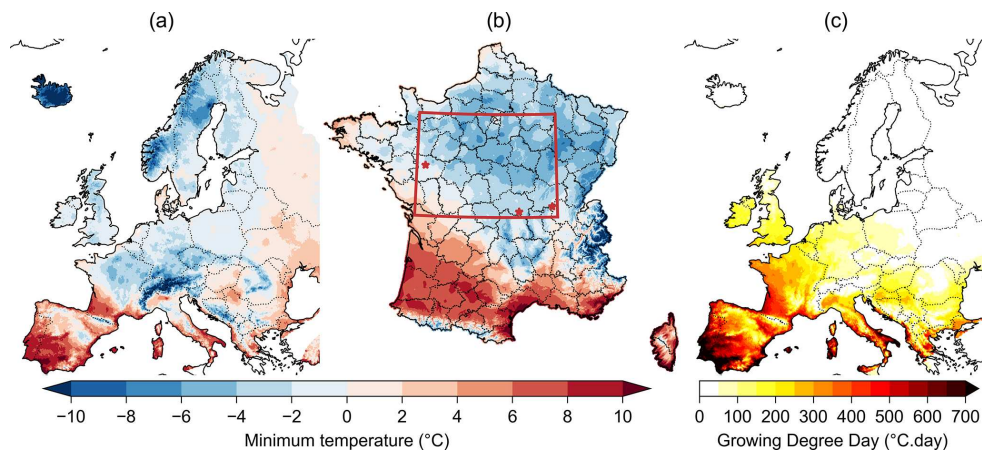 (a)
(b)
(c)
−10 −8 −6 −4 −2 0 2 4 6 8 10
Minimum temperature (°C)
0 100 200 300 400 500 600 700
Growing Degree Day (°C.day)